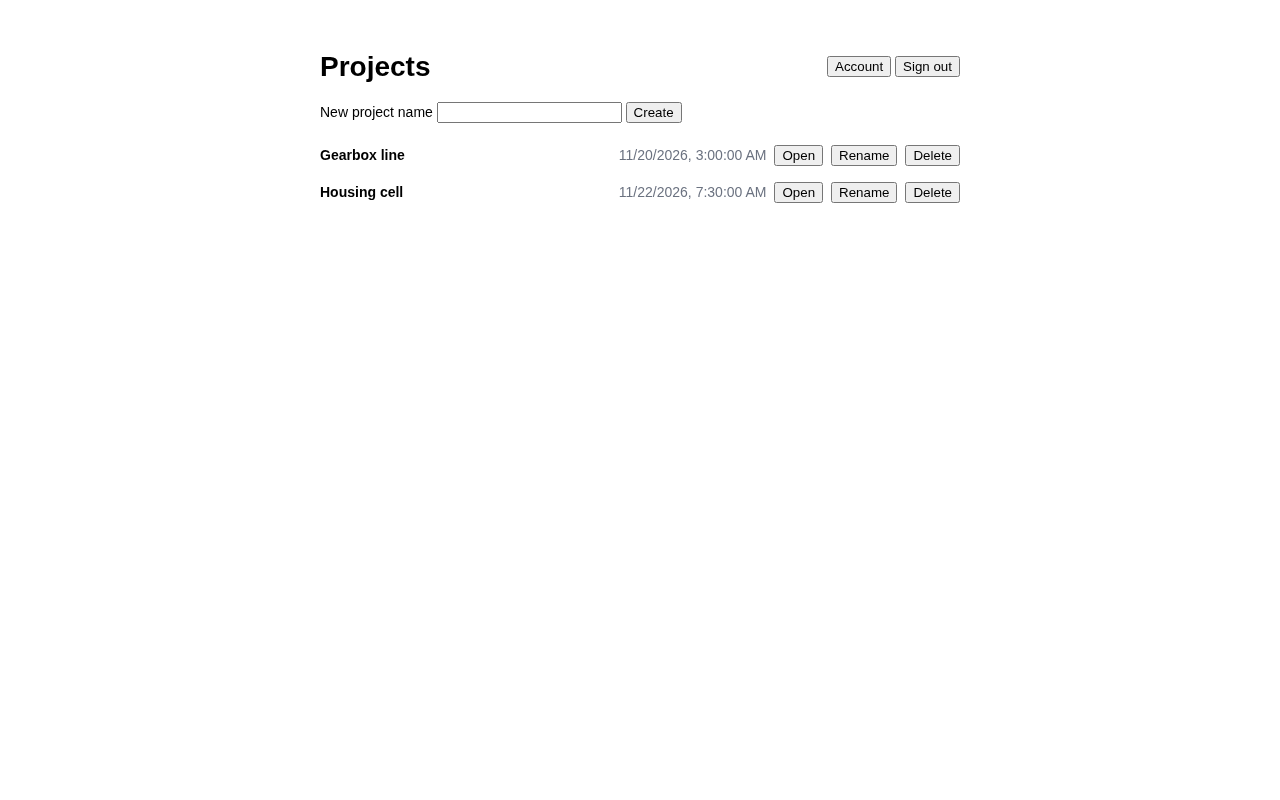 Projects Account Sign out
New project name Create
Gearbox line 11/20/2026, 3:00:00 AM Open Rename Delete
Housing cell 11/22/2026, 7:30:00 AM Open Rename Delete